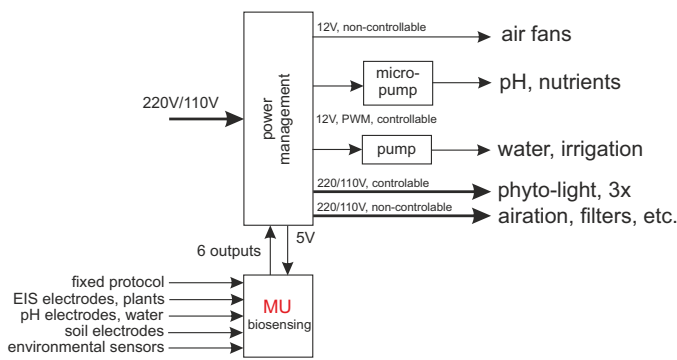 12V, non-controllable
air fans
micro-
pump
pH, nutrients
220V/110V
power
management
12V, PWM, controllable
pump
water, irrigation
220/110V, controlable
phyto-light, 3x
220/110V, non-controllable
airation, filters, etc.
6 outputs
5V
fixed protocol
EIS electrodes, plants
pH electrodes, water
soil electrodes
environmental sensors
MU
biosensing